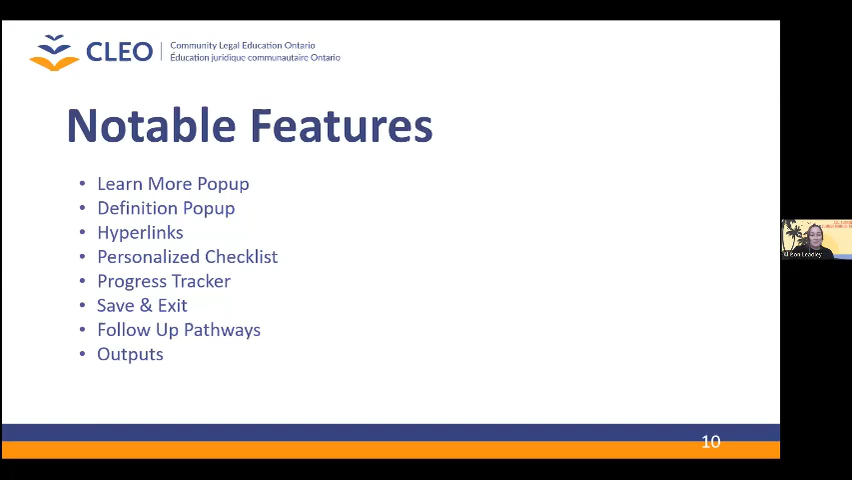 CLEO
Community Legal Education Ontario
Éducation juridique communautaire Ontario
Notable Features
• Learn More Popup
• Definition Popup
• Hyperlinks
• Personalized Checklist
• Progress Tracker
• Save & Exit
• Follow Up Pathways
• Outputs
10
Leadley